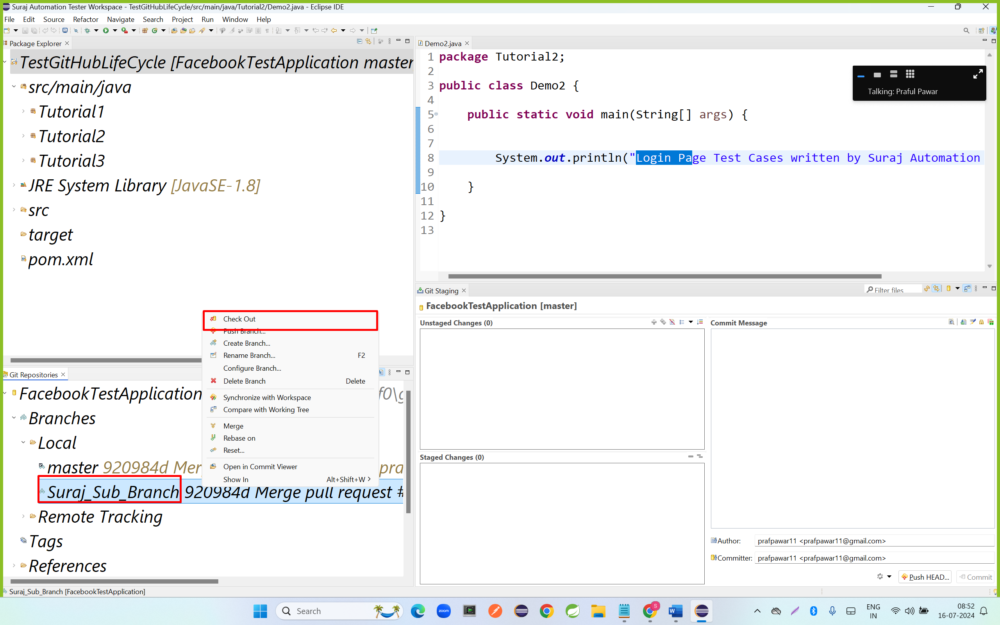 Suraj Automation Tester Workspace - TestGitHubLifeCycle/src/main/java/Tutorial2/Demo2.java - Eclipse IDE
File Edit Source Refactor Navigate Search Project Run Window Help
Package Explorer
TestGitHubLifeCycle [FacebookTestApplication master
src/main/java
Tutorial1
Tutorial2
Tutorial3
JRE System Library [JavaSE-1.8]
src
target
pom.xml
Demo2.java
1 package Tutorial2;
2
3 public class Demo2 {
4
5 public static void main(String[] args) {
6
7
8 System.out.println("Login Page Test Cases written by Suraj Automation
9
10 }
11
12 }
13
Talking: Praful Pawar
Check Out
Push Branch...
Create Branch...
Rename Branch... F2
Configure Branch...
Delete Branch Delete
Synchronize with Workspace
Compare with Working Tree
Merge
Rebase on
Reset...
Open in Commit Viewer
Show In Alt+Shift+W
Git Repositories
FacebookTestApplication f0\g
Branches
Local
master 920984d Mer pra
Suraj_Sub_Branch 920984d Merge pull request #
Remote Tracking
Tags
References
Git Staging
Filter files
FacebookTestApplication [master]
Unstaged Changes (0)
Staged Changes (0)
Commit Message
Author: prafpawar11 <prafpawar11@gmail.com>
Committer: prafpawar11 <prafpawar11@gmail.com>
Push HEAD... Commit
Suraj_Sub_Branch [FacebookTestApplication]
Search
zoom
S
W
ENG
IN
08:52
16-07-2024